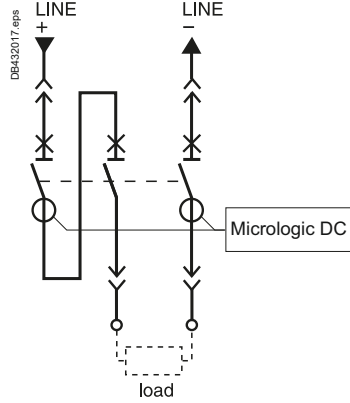 DB432017.eps
LINE
+
LINE
–
Micrologic DC
load